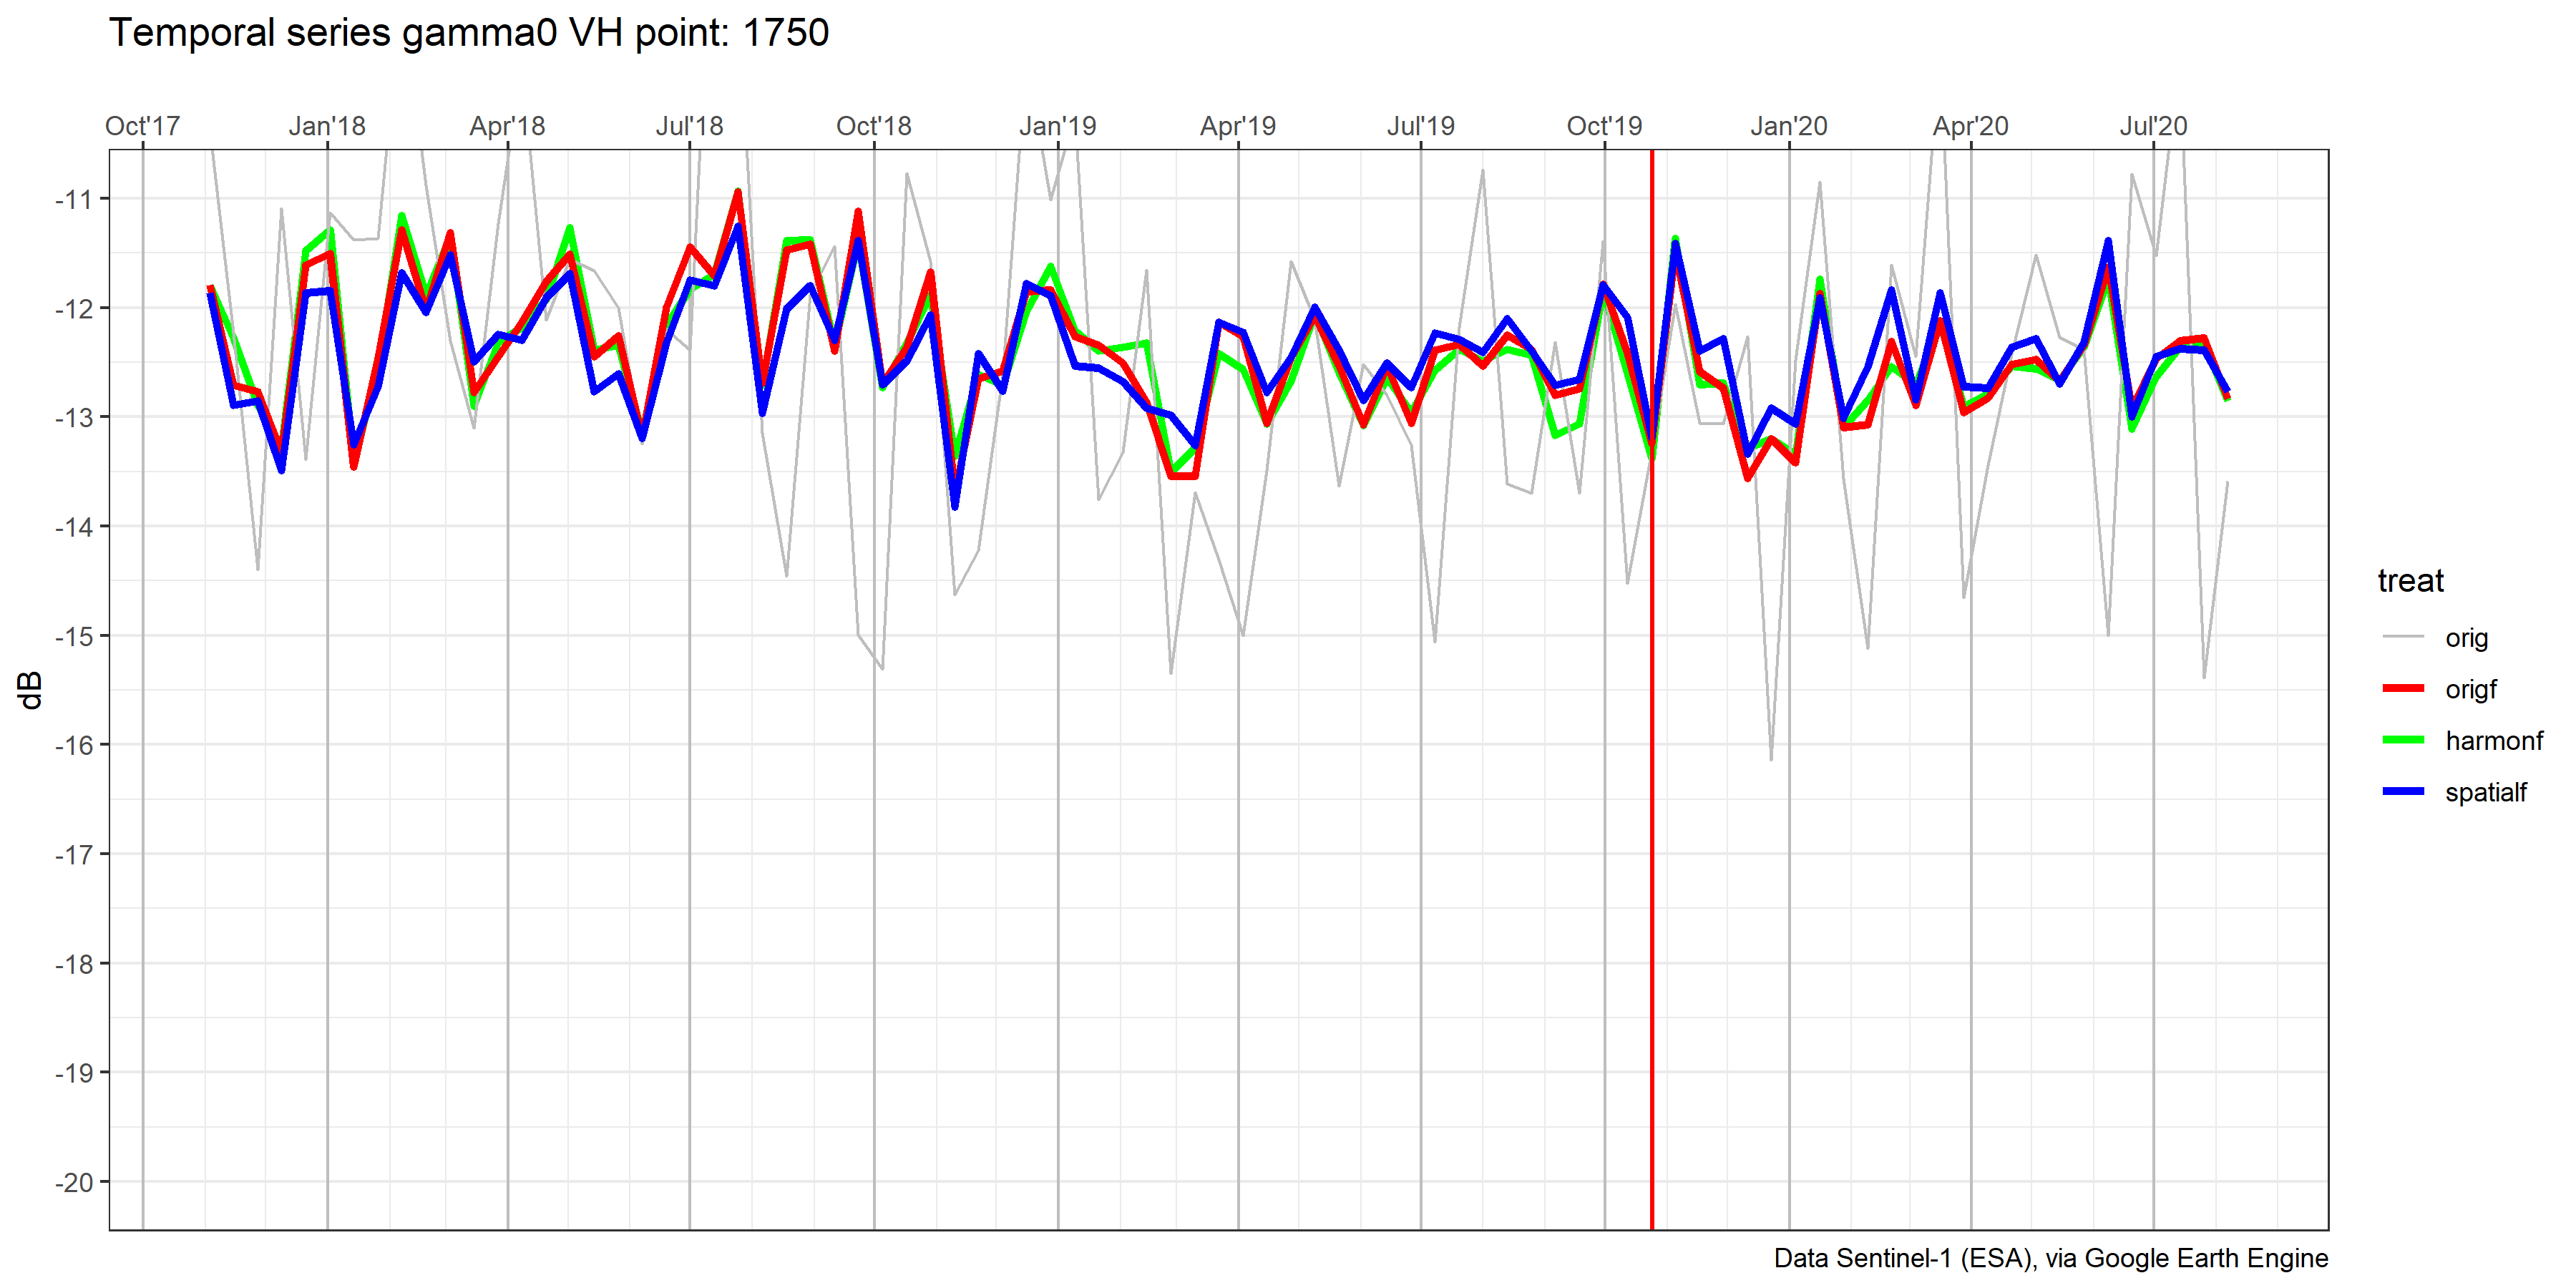 Temporal series gamma0 VH point: 1750
Oct'17 Jan'18 Apr'18 Jul'18 Oct'18 Jan'19 Apr'19 Jul'19 Oct'19 Jan'20 Apr'20 Jul'20
-11
-12
-13
-14
-15
-16
-17
-18
-19
-20
dB
treat
orig
origf
harmonf
spatialf
Data Sentinel-1 (ESA), via Google Earth Engine